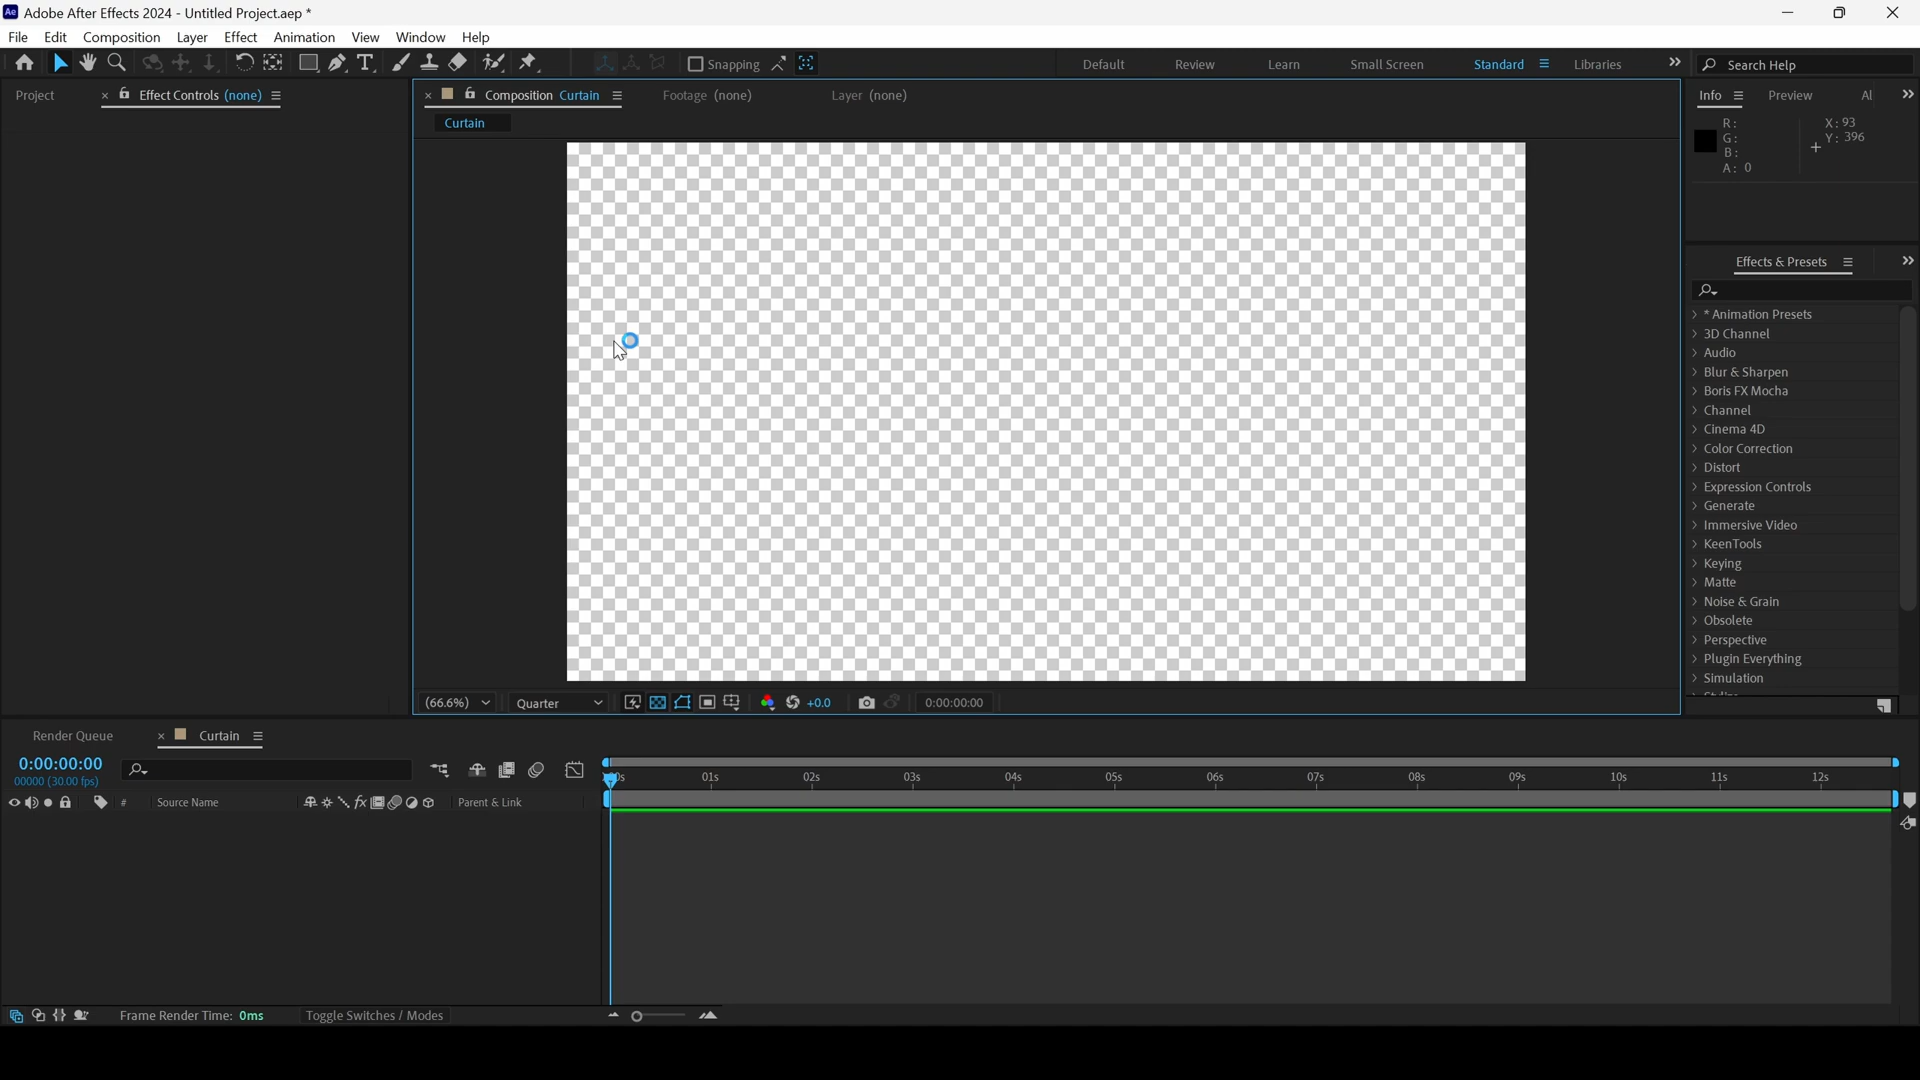 Ae Adobe After Effects 2024 - Untitled Project.aep *
File Edit Composition Layer Effect Animation View Window Help
Snapping Default Review Learn Small Screen Standard Libraries Search Help
Project Effect Controls (none) Composition Curtain Footage (none) Layer (none) Info Preview Al
Curtain
R: X: 93
G: Y: 396
B:
A: 0
Effects & Presets
* Animation Presets
3D Channel
Audio
Blur & Sharpen
Boris FX Mocha
Channel
Cinema 4D
Color Correction
Distort
Expression Controls
Generate
Immersive Video
KeenTools
Keying
Matte
Noise & Grain
Obsolete
Perspective
Plugin Everything
Simulation
(66.6%) Quarter +0.0 0:00:00:00
Render Queue Curtain
0:00:00:00
00000 (30.00 fps)
01s 02s 03s 04s 05s 06s 07s 08s 09s 10s 11s 12s
# Source Name fx Parent & Link
Frame Render Time: 0ms Toggle Switches / Modes